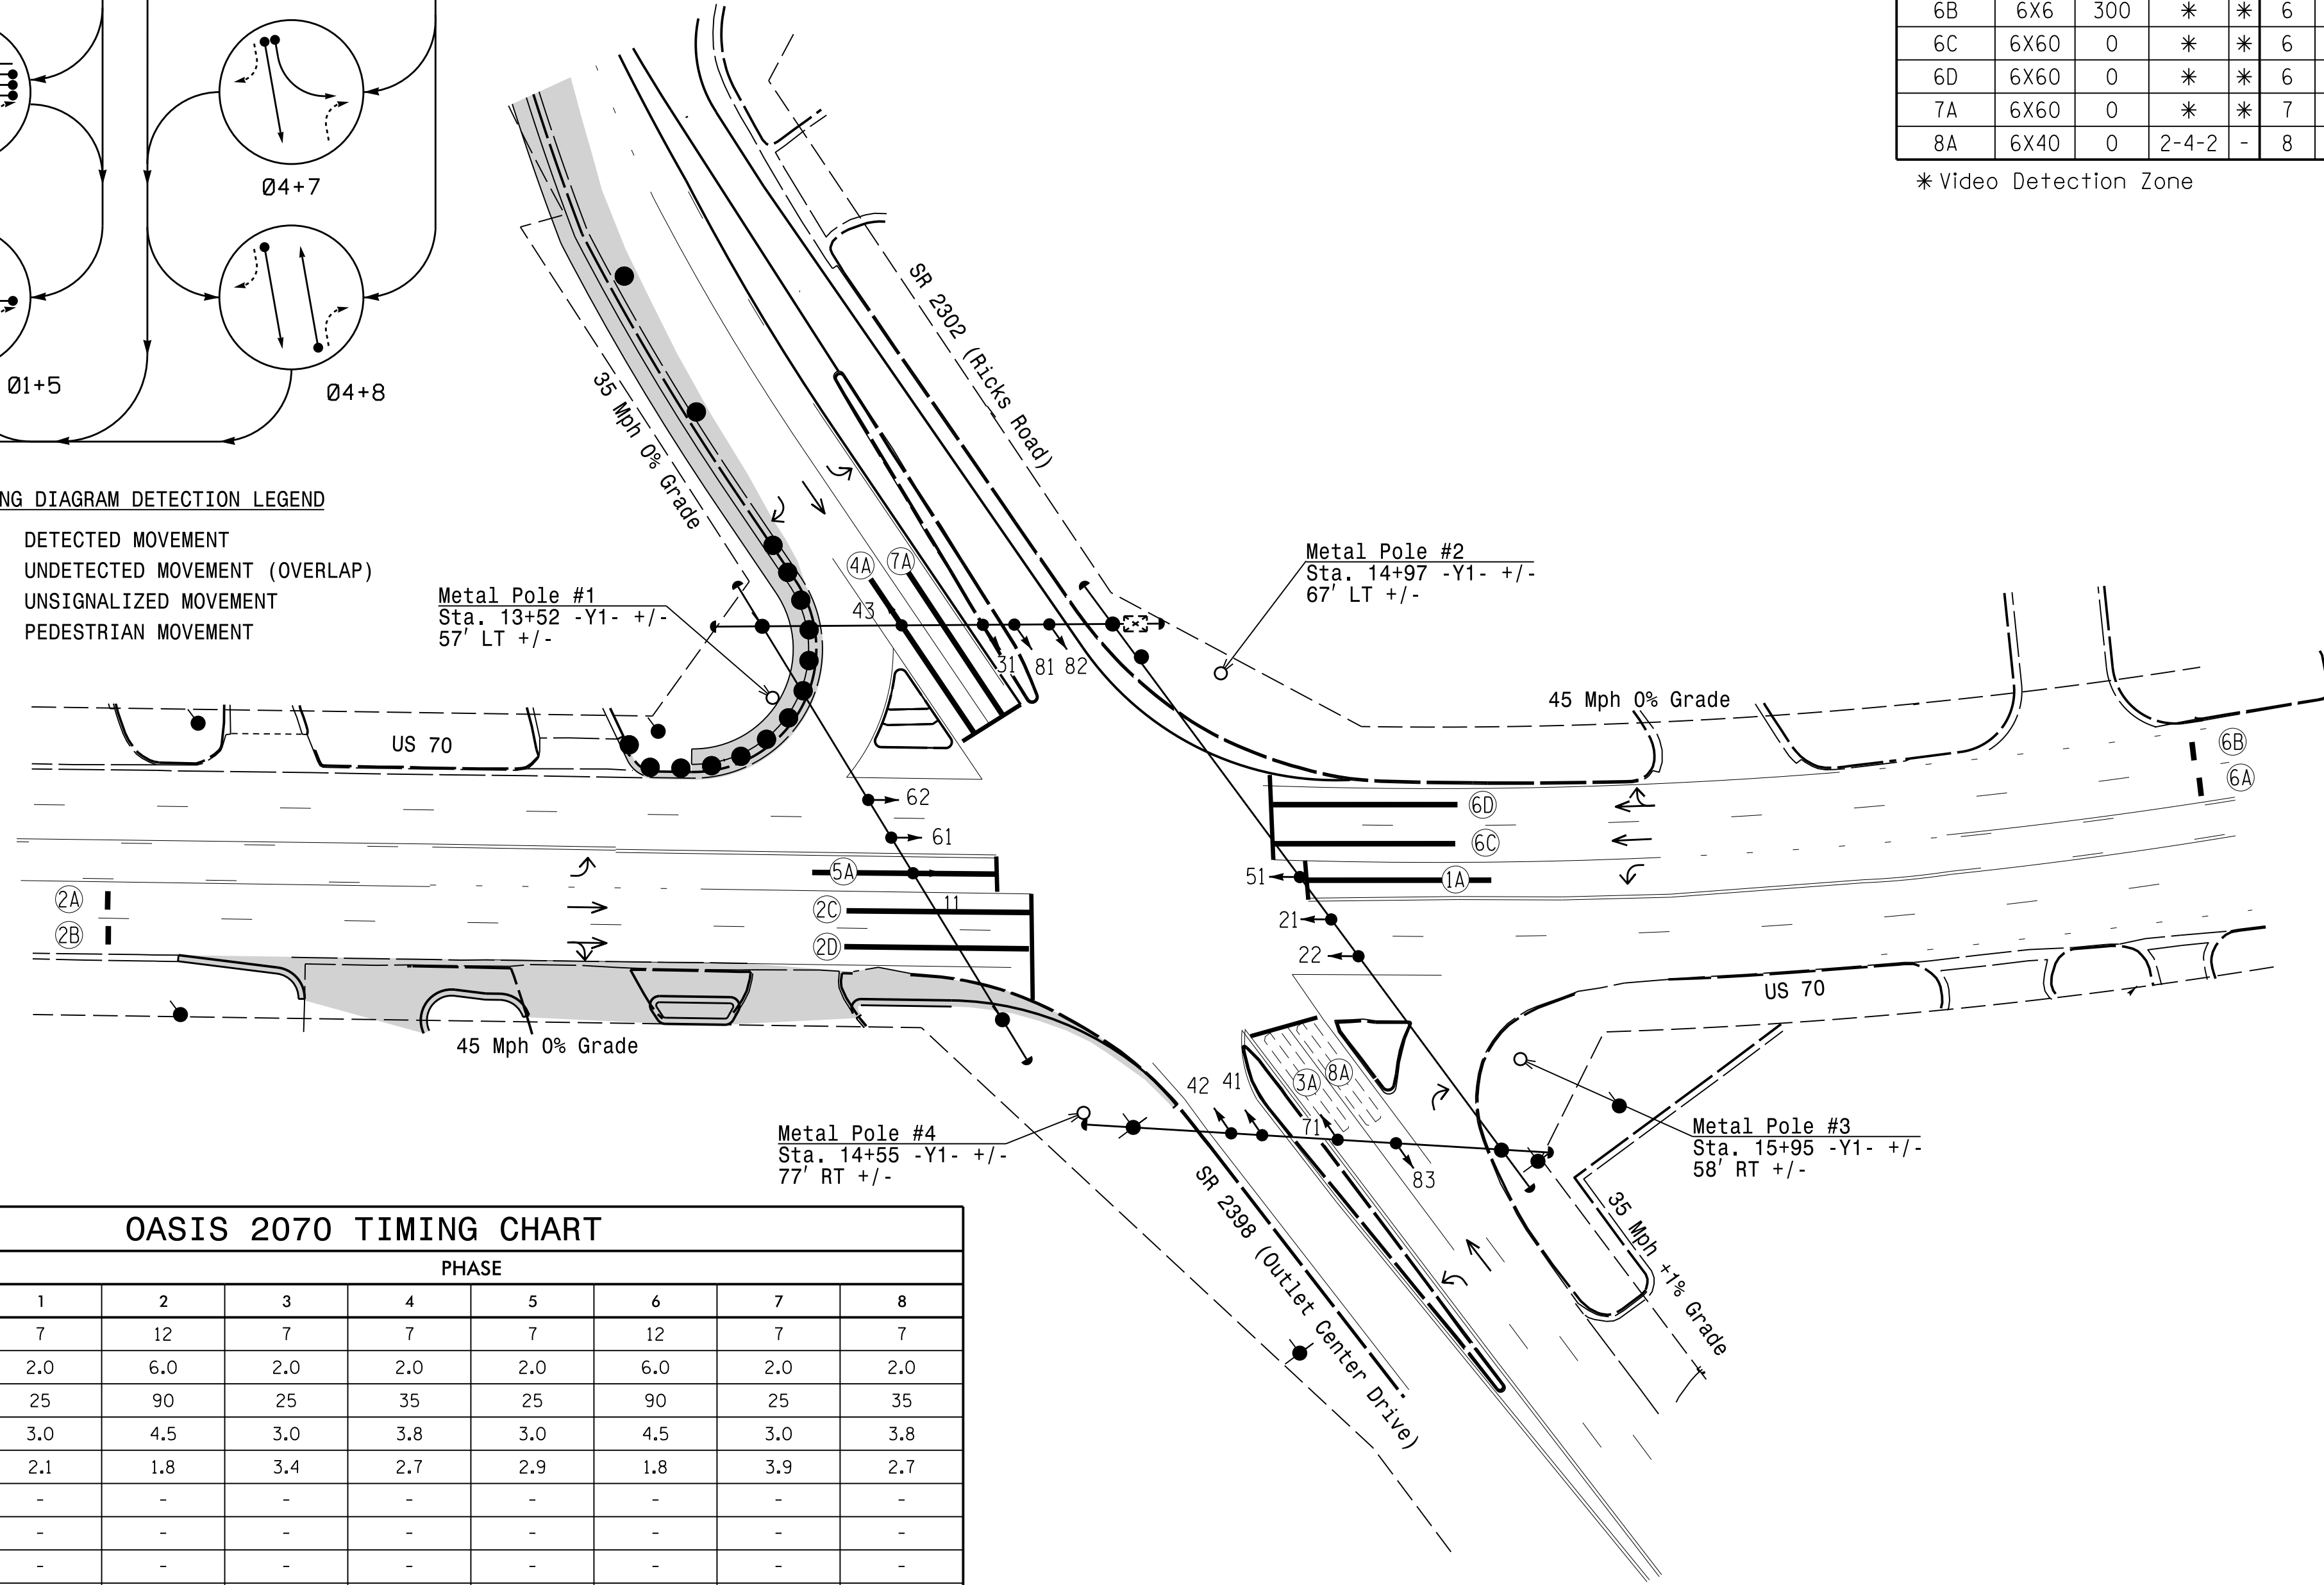 6B 6X6 300 * * 6
6C 6X60 0 * * 6
6D 6X60 0 * * 6
7A 6X60 0 * * 7
8A 6X40 0 2-4-2 - 8
* Video Detection Zone
Ø4+7
Ø1+5
Ø4+8
NG DIAGRAM DETECTION LEGEND
DETECTED MOVEMENT
UNDETECTED MOVEMENT (OVERLAP)
UNSIGNALIZED MOVEMENT
PEDESTRIAN MOVEMENT
SR 2302 (Ricks Road)
35 Mph 0% Grade
Metal Pole #1
Sta. 13+52 -Y1- +/-
57' LT +/-
Metal Pole #2
Sta. 14+97 -Y1- +/-
67' LT +/-
4A
7A
43
31
81
82
45 Mph 0% Grade
US 70
6B
6A
62
61
6D
6C
5A
51
1A
2A
2B
2C
2D
11
21
22
US 70
45 Mph 0% Grade
42
41
3A
8A
71
83
Metal Pole #4
Sta. 14+55 -Y1- +/-
77' RT +/-
Metal Pole #3
Sta. 15+95 -Y1- +/-
58' RT +/-
SR 2398 (Outlet Center Drive)
35 Mph +1% Grade
OASIS 2070 TIMING CHART
PHASE
1 2 3 4 5 6 7 8
7 12 7 7 7 12 7 7
2.0 6.0 2.0 2.0 2.0 6.0 2.0 2.0
25 90 25 35 25 90 25 35
3.0 4.5 3.0 3.8 3.0 4.5 3.0 3.8
2.1 1.8 3.4 2.7 2.9 1.8 3.9 2.7
- - - - - - - -
- - - - - - - -
- - - - - - - -